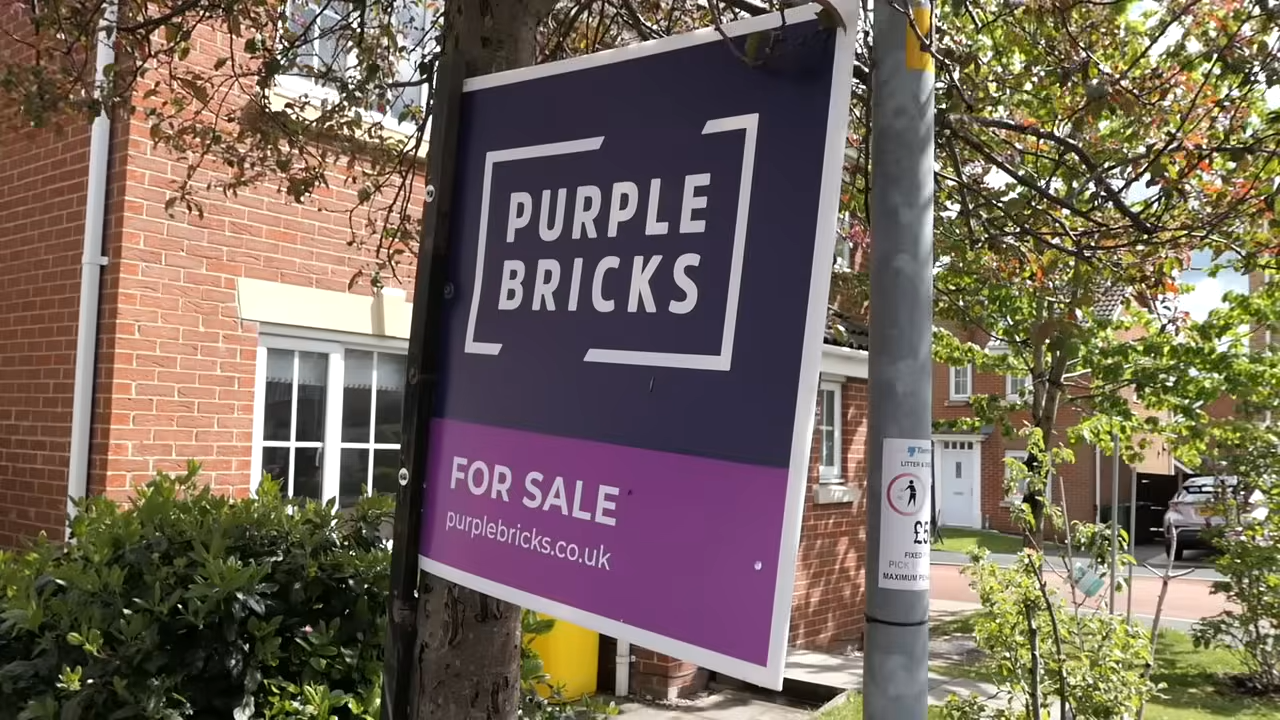 PURPLE
BRICKS
FOR SALE
purplebricks.co.uk
LITTER &
£5
FIXED
PICK
MAXIMUM